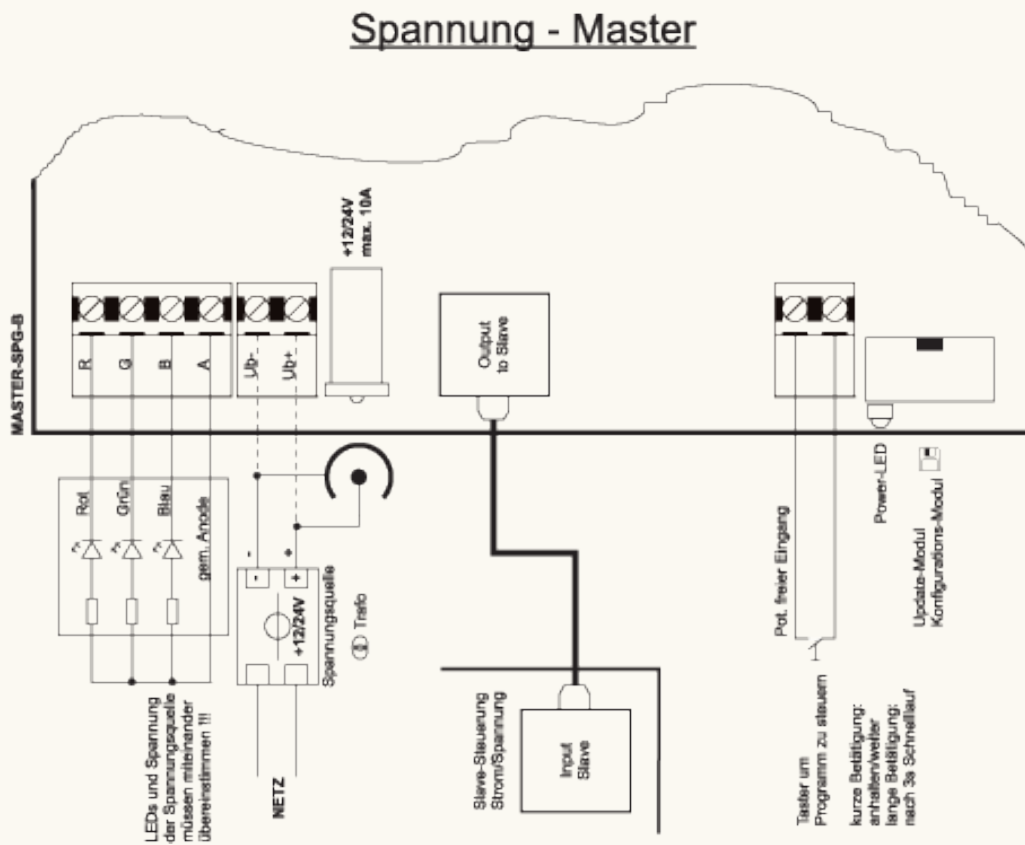 Spannung - Master
MASTER-SPG-B
R
G
B
A
Ub-
Ub+
+12/24V
max. 10A
Output
to Slave
Rot
Grün
Blau
gem. Anode
-
+
-
+
+12/24V
Spannungsquelle
Trafo
LEDs und Spannung
der Spannungsquelle
müssen miteinander
übereinstimmen !!!
NETZ
Slave-Steuerung
Strom/Spannung
Input
Slave
Pot. freier Eingang
Power-LED
Update-Modul
Konfigurations-Modul
Taster um
Programm zu steuern
kurze Betätigung:
anhalten/weiter
lange Betätigung:
nach 3s Schnellauf